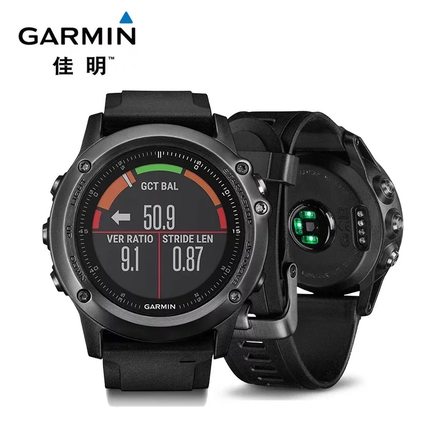 GARMIN
佳明™
GCT BAL
50.9
VER RATIO STRIDE LEN
9.1 0.87
GARMIN